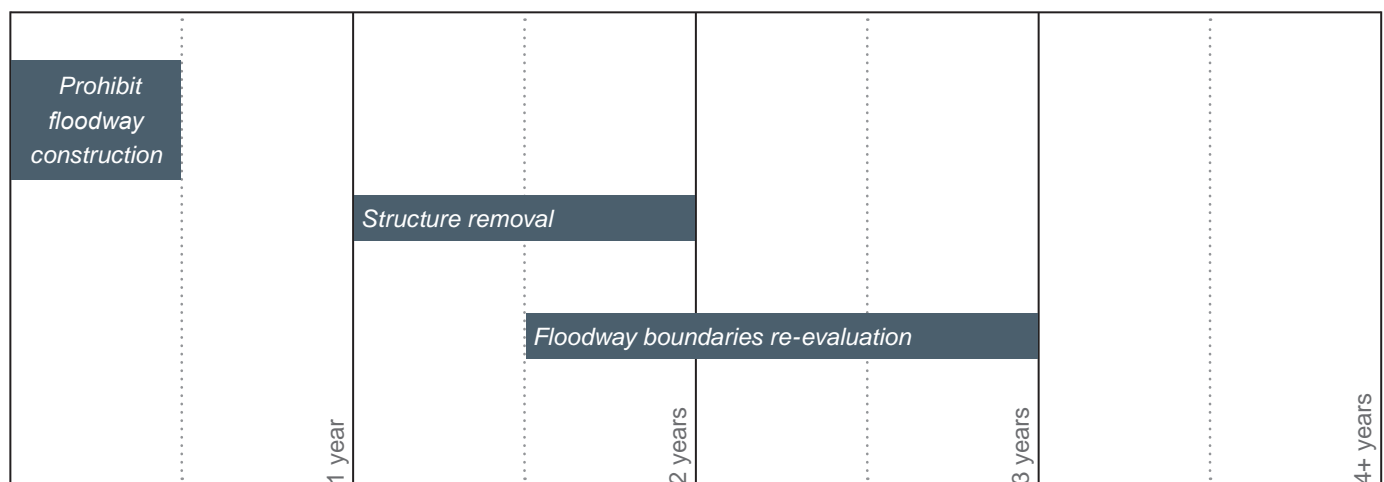 Prohibit
floodway
construction
Structure removal
Floodway boundaries re-evaluation
1 year
2 years
3 years
4+ years